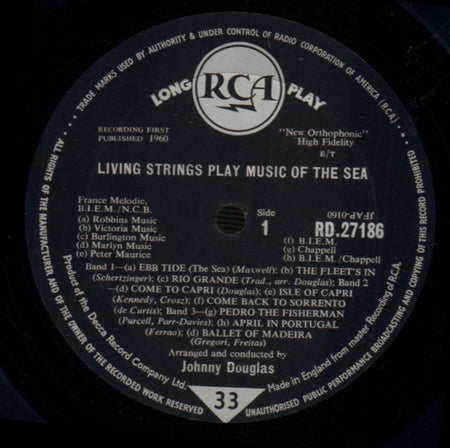 ... TRADE MARKS USED BY AUTHORITY & UNDER CONTROL OF RADIO CORPORATION OF AMERICA (R.C.A.) ...
LONG RCA PLAY
RECORDING FIRST
PUBLISHED 1960
"New Orthophonic"
High Fidelity
E/T
LIVING STRINGS PLAY MUSIC OF THE SEA
France Melodie,
B.I.E.M./N.C.B.
(a) Robbins Music
(b) Victoria Music
(c) Burlington Music
(d) Marlyn Music
(e) Peter Maurice
Side
1
JFAP-0160
RD.27186
(f) B.I.E.M.
(g) Chappell
(h) B.I.E.M./Chappell
Band 1—(a) EBB TIDE (The Sea) (Maxwell); (b) THE FLEET'S IN
(Schertzinger); (c) RIO GRANDE (Trad., arr. Douglas); Band 2
—(d) COME TO CAPRI (Douglas); (e) ISLE OF CAPRI
(Kennedy, Grosz); (f) COME BACK TO SORRENTO
(de Curtis); Band 3—(g) PEDRO THE FISHERMAN
(Purcell, Parr-Davies); (h) APRIL IN PORTUGAL
(Ferrao); (d) BALLET OF MADEIRA
(Gregori, Freitas)
Arranged and conducted by
Johnny Douglas
Product of the Decca Record Company Ltd.
Made in England from master Recording of R.C.A.
33
ALL RIGHTS OF THE MANUFACTURER AND OF THE OWNER OF THE RECORDED WORK RESERVED
UNAUTHORISED PUBLIC PERFORMANCE BROADCASTING AND COPYING OF THIS RECORD PROHIBITED